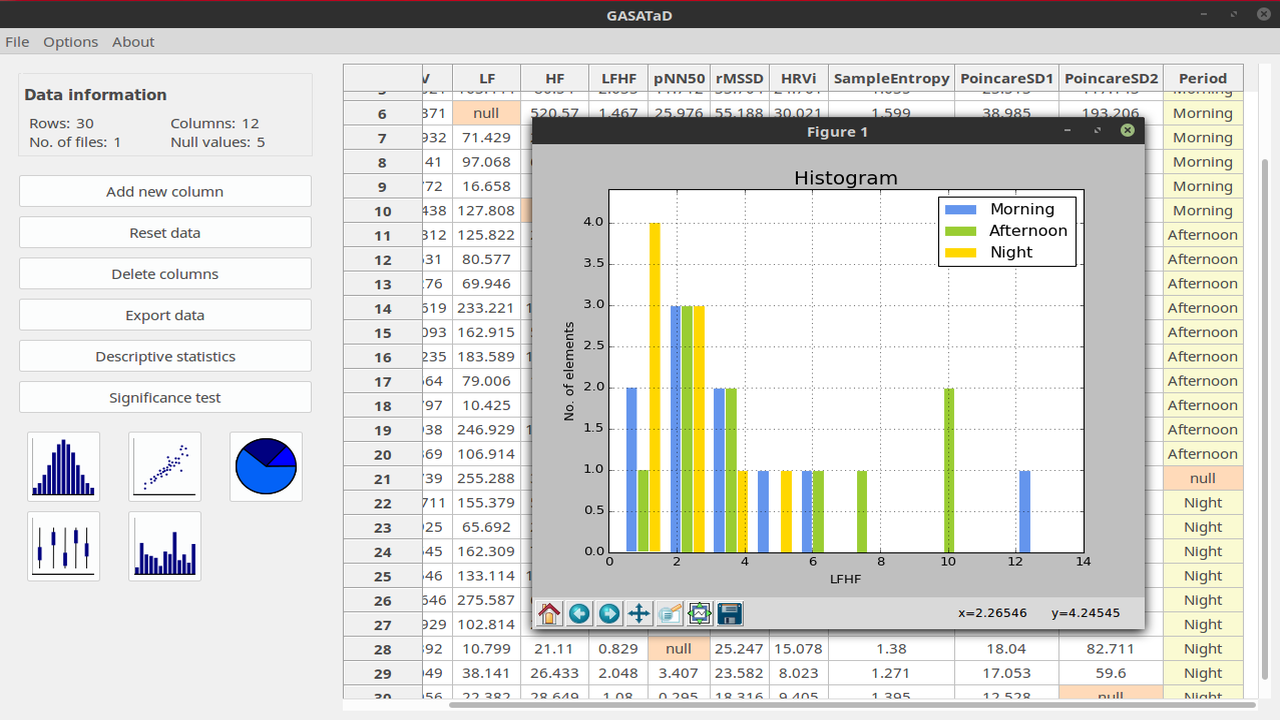 GASATaD
File Options About
Data information
Rows: 30 Columns: 12
No. of files: 1 Null values: 5
Add new column
Reset data
Delete columns
Export data
Descriptive statistics
Significance test
LF HF LFHF pNN50 rMSSD HRVi SampleEntropy PoincareSD1 PoincareSD2 Period
6 371 null 520.57 1.467 25.976 55.188 30.021 1.599 38.985 193.206 Morning
7 932 71.429 Morning
8 41 97.068 Morning
9 72 16.658 Morning
10 438 127.808 Morning
11 312 125.822 Afternoon
12 31 80.577 Afternoon
13 76 69.946 Afternoon
14 519 233.221 Afternoon
15 093 162.915 Afternoon
16 235 183.589 Afternoon
17 64 79.006 Afternoon
18 97 10.425 Afternoon
19 38 246.929 Afternoon
20 369 106.914 Afternoon
21 39 255.288 null
22 711 155.379 Night
23 25 65.692 Night
24 45 162.309 Night
25 46 133.114 Night
26 646 275.587 Night
27 929 102.814 Night
28 392 10.799 21.11 0.829 null 25.247 15.078 1.38 18.04 82.711 Night
29 49 38.141 26.433 2.048 3.407 23.582 8.023 1.271 17.053 59.6 Night
30 56 22.382 28.649 1.08 0.295 18.316 9.405 1.395 12.528 null Night
Figure 1
Histogram
Morning
Afternoon
Night
4.0
3.5
3.0
2.5
2.0
1.5
1.0
0.5
0.0
No. of elements
0 2 4 6 8 10 12 14
LFHF
x=2.26546 y=4.24545